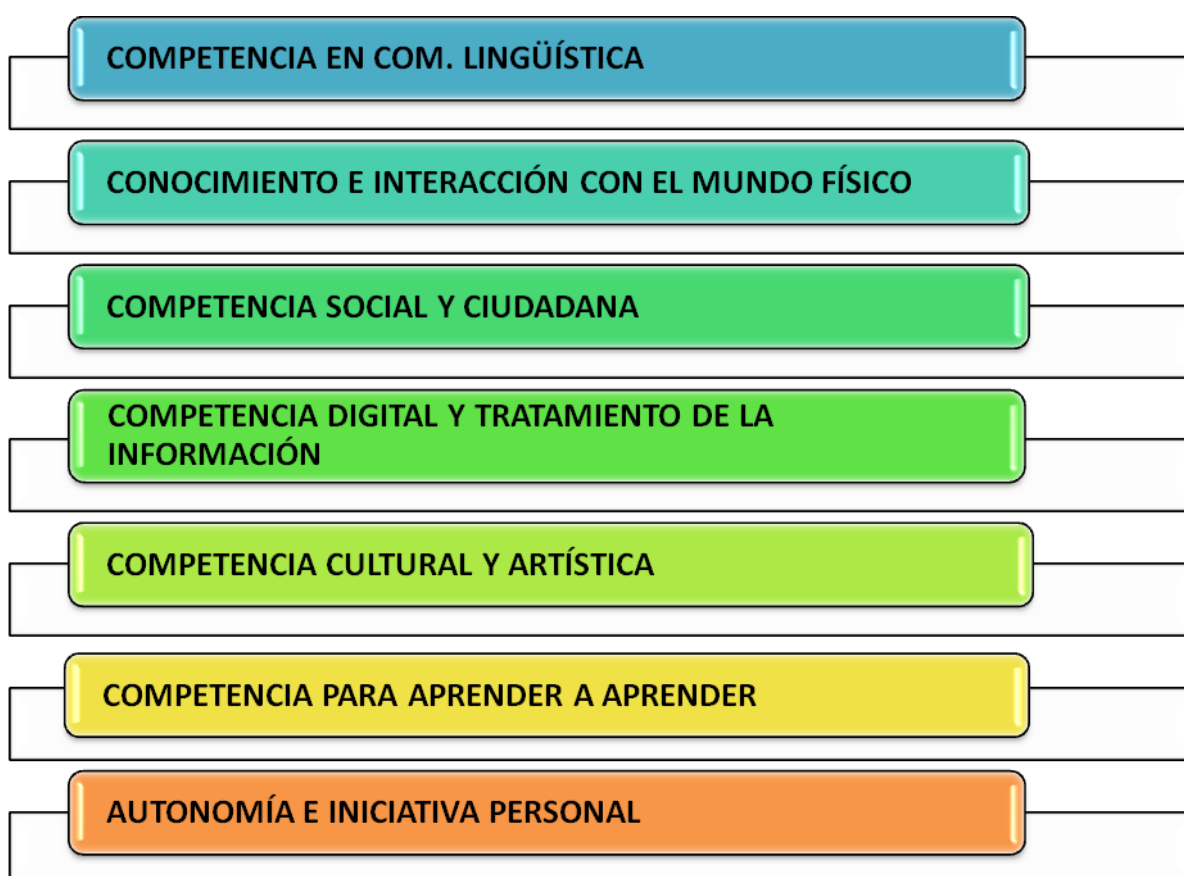 COMPETENCIA EN COM. LINGÜÍSTICA
CONOCIMIENTO E INTERACCIÓN CON EL MUNDO FÍSICO
COMPETENCIA SOCIAL Y CIUDADANA
COMPETENCIA DIGITAL Y TRATAMIENTO DE LA
INFORMACIÓN
COMPETENCIA CULTURAL Y ARTÍSTICA
COMPETENCIA PARA APRENDER A APRENDER
AUTONOMÍA E INICIATIVA PERSONAL